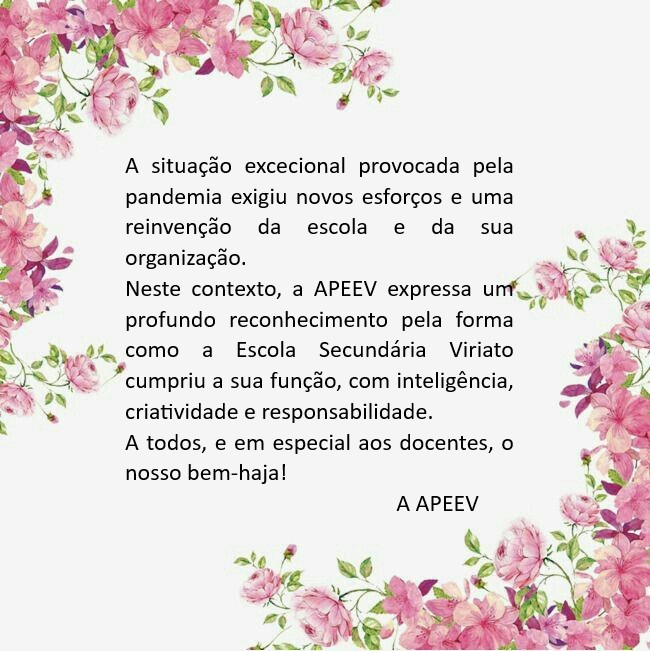 A situação excecional provocada pela
pandemia exigiu novos esforços e uma
reinvenção da escola e da sua
organização.
Neste contexto, a APEEV expressa um
profundo reconhecimento pela forma
como a Escola Secundária Viriato
cumpriu a sua função, com inteligência,
criatividade e responsabilidade.
A todos, e em especial aos docentes, o
nosso bem-haja!
A APEEV